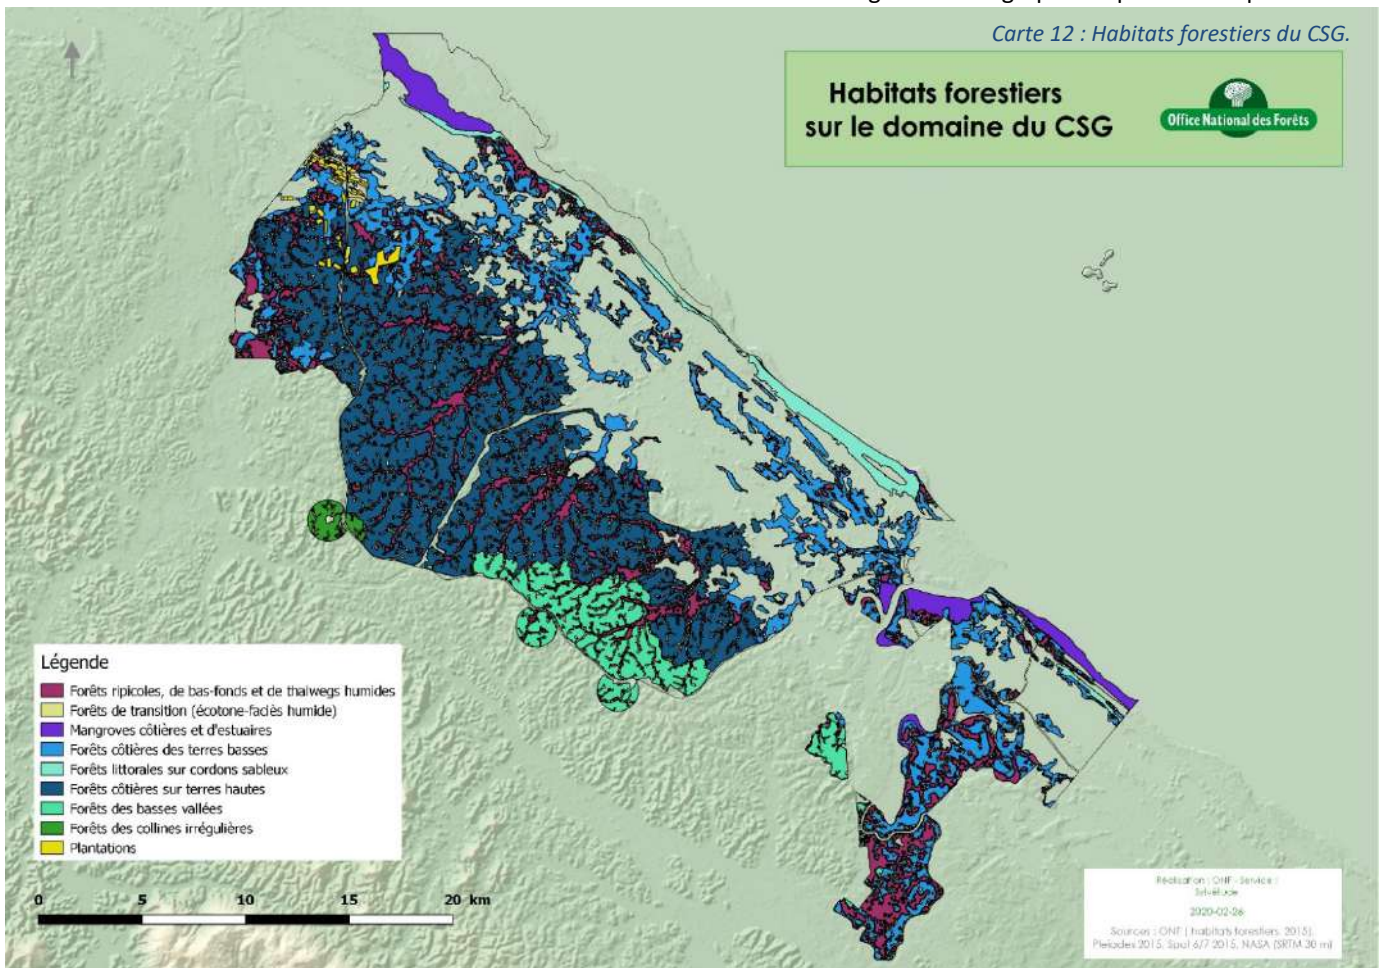 Carte 12 : Habitats forestiers du CSG.
Habitats forestiers
sur le domaine du CSG
Office National des Forêts
Légende
Forêts ripicoles, de bas-fonds et de thalwegs humides
Forêts de transition (écotone-faciès humide)
Mangroves côtières et d'estuaires
Forêts côtières des terres basses
Forêts littorales sur cordons sableux
Forêts côtières sur terres hautes
Forêts des basses vallées
Forêts des collines irrégulières
Plantations
0 5 10 15 20 km
Réalisation : ONF - Service :
2020-02-26
Sources : ONF ( habitats forestiers, 2015),
Pleiades 2015, Spot 6/7 2015, NASA (SRTM 30 m)